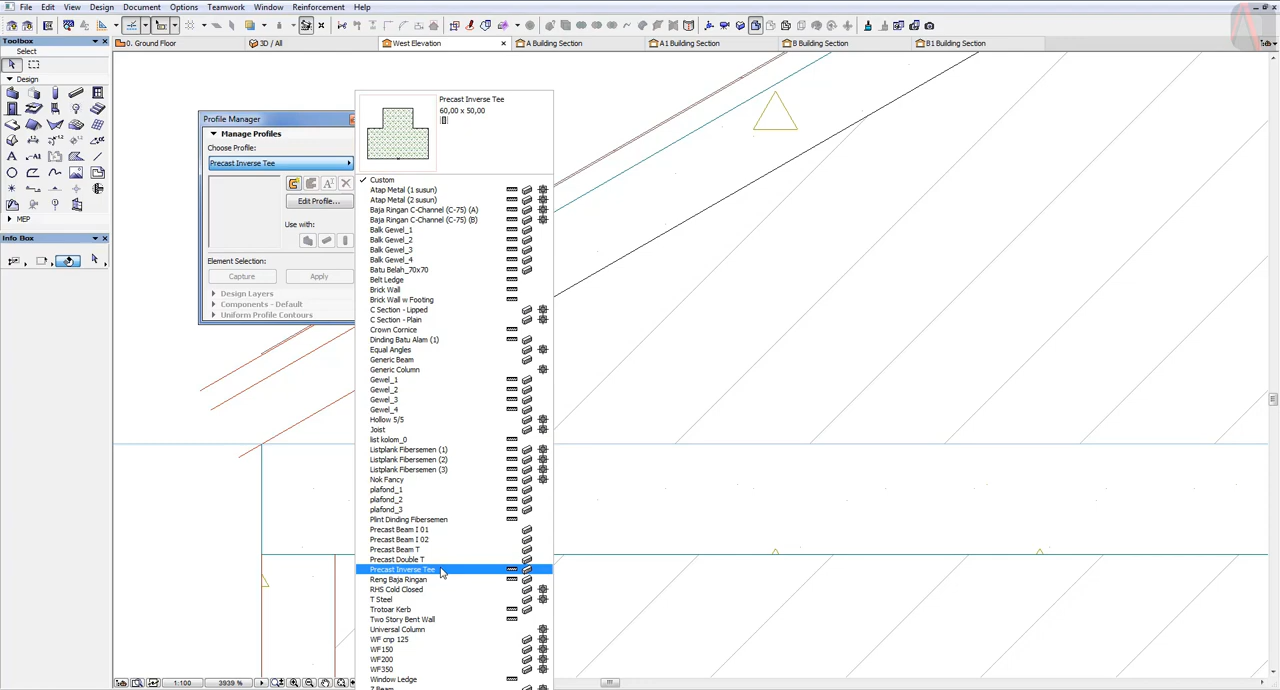 File Edit View Design Document Options Teamwork Window Reinforcement Help
Toolbox
Select
Design
MEP
Info Box
0. Ground Floor
3D / All
West Elevation
A Building Section
A1 Building Section
B Building Section
B1 Building Section
Profile Manager
Manage Profiles
Choose Profile:
Precast Inverse Tee
Edit Profile...
Use with:
Element Selection:
Capture Apply
Design Layers
Components - Default
Uniform Profile Contours
Precast Inverse Tee
60,00 x 50,00
Custom
Atap Metal (1 susun)
Atap Metal (2 susun)
Baja Ringan C-Channel (C-75) (A)
Baja Ringan C-Channel (C-75) (B)
Balk Gewel_1
Balk Gewel_2
Balk Gewel_3
Balk Gewel_4
Batu Belah_70x70
Belt Ledge
Brick Wall
Brick Wall w Footing
C Section - Lipped
C Section - Plain
Crown Cornice
Dinding Batu Alam (1)
Equal Angles
Generic Beam
Generic Column
Gewel_1
Gewel_2
Gewel_3
Gewel_4
Hollow 5/5
Joist
list kolom_0
Listplank Fibersemen (1)
Listplank Fibersemen (2)
Listplank Fibersemen (3)
Nok Fancy
plafond_1
plafond_2
plafond_3
Plint Dinding Fibersemen
Precast Beam I 01
Precast Beam I 02
Precast Beam T
Precast Double T
Precast Inverse Tee
Reng Baja Ringan
RHS Cold Closed
T Steel
Trotoar Kerb
Two Story Bent Wall
Universal Column
WF cnp 125
WF150
WF200
WF350
Window Ledge
Z Beam
1:100
3939 %